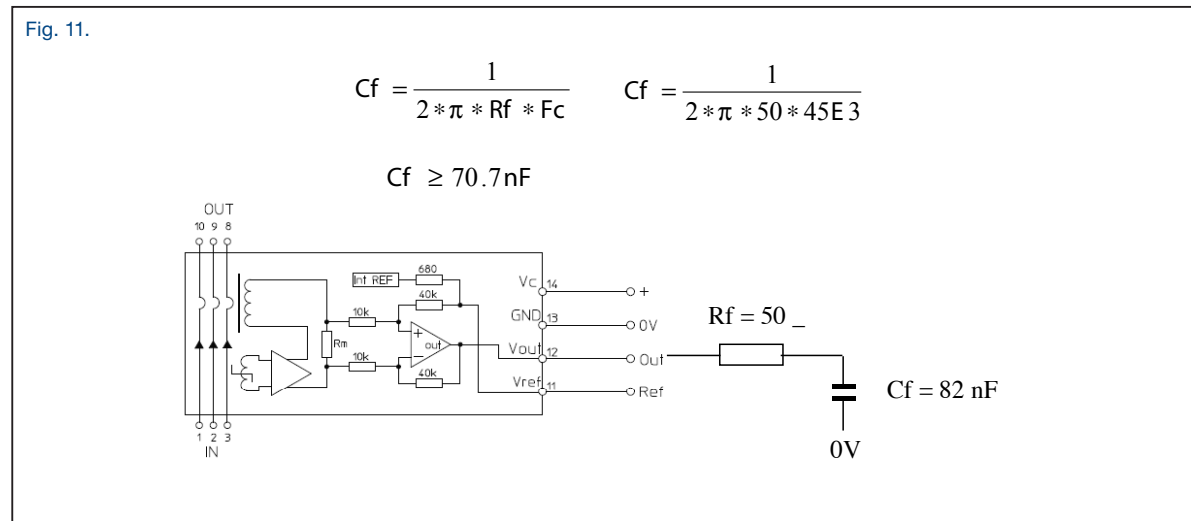 Fig. 11.
Cf = 1 / 2*π*Rf*Fc
Cf = 1 / 2*π*50*45E3
Cf ≥ 70.7nF
OUT
10 9 8
Int REF
680
40k
10k
Rm
+
out
−
10k
40k
Vc 14 +
GND 13 0V
Vout 12 Out
Vref 11 Ref
1 2 3
IN
Rf = 50 _
Cf = 82 nF
0V